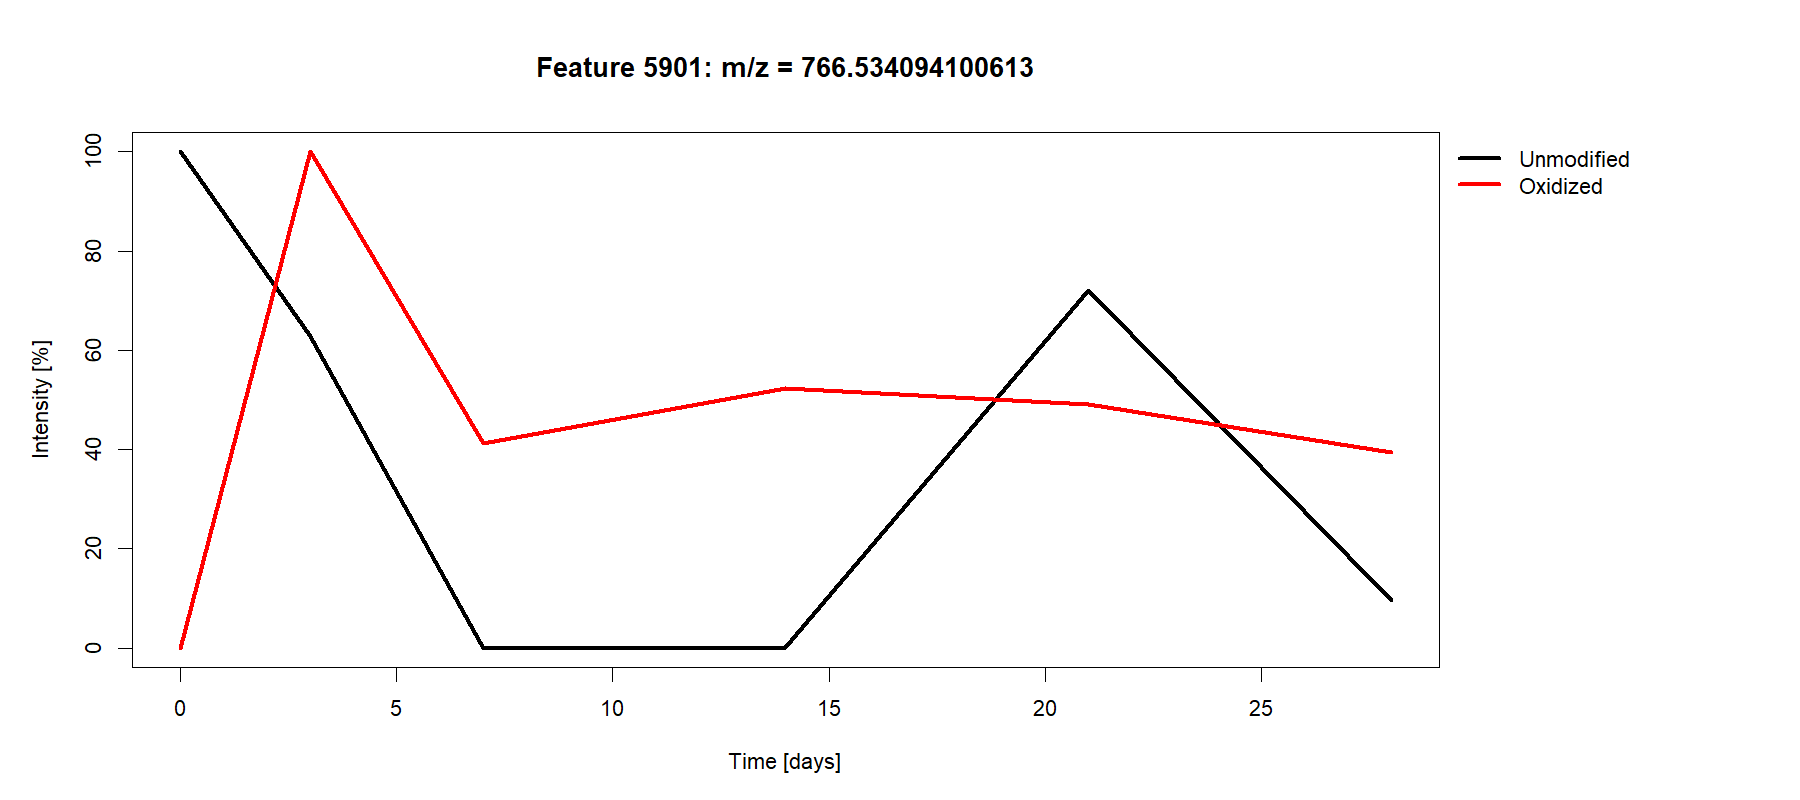 Feature 5901: m/z = 766.534094100613
Unmodified
Oxidized
Intensity [%]
100
80
60
40
20
0
0 5 10 15 20 25
Time [days]